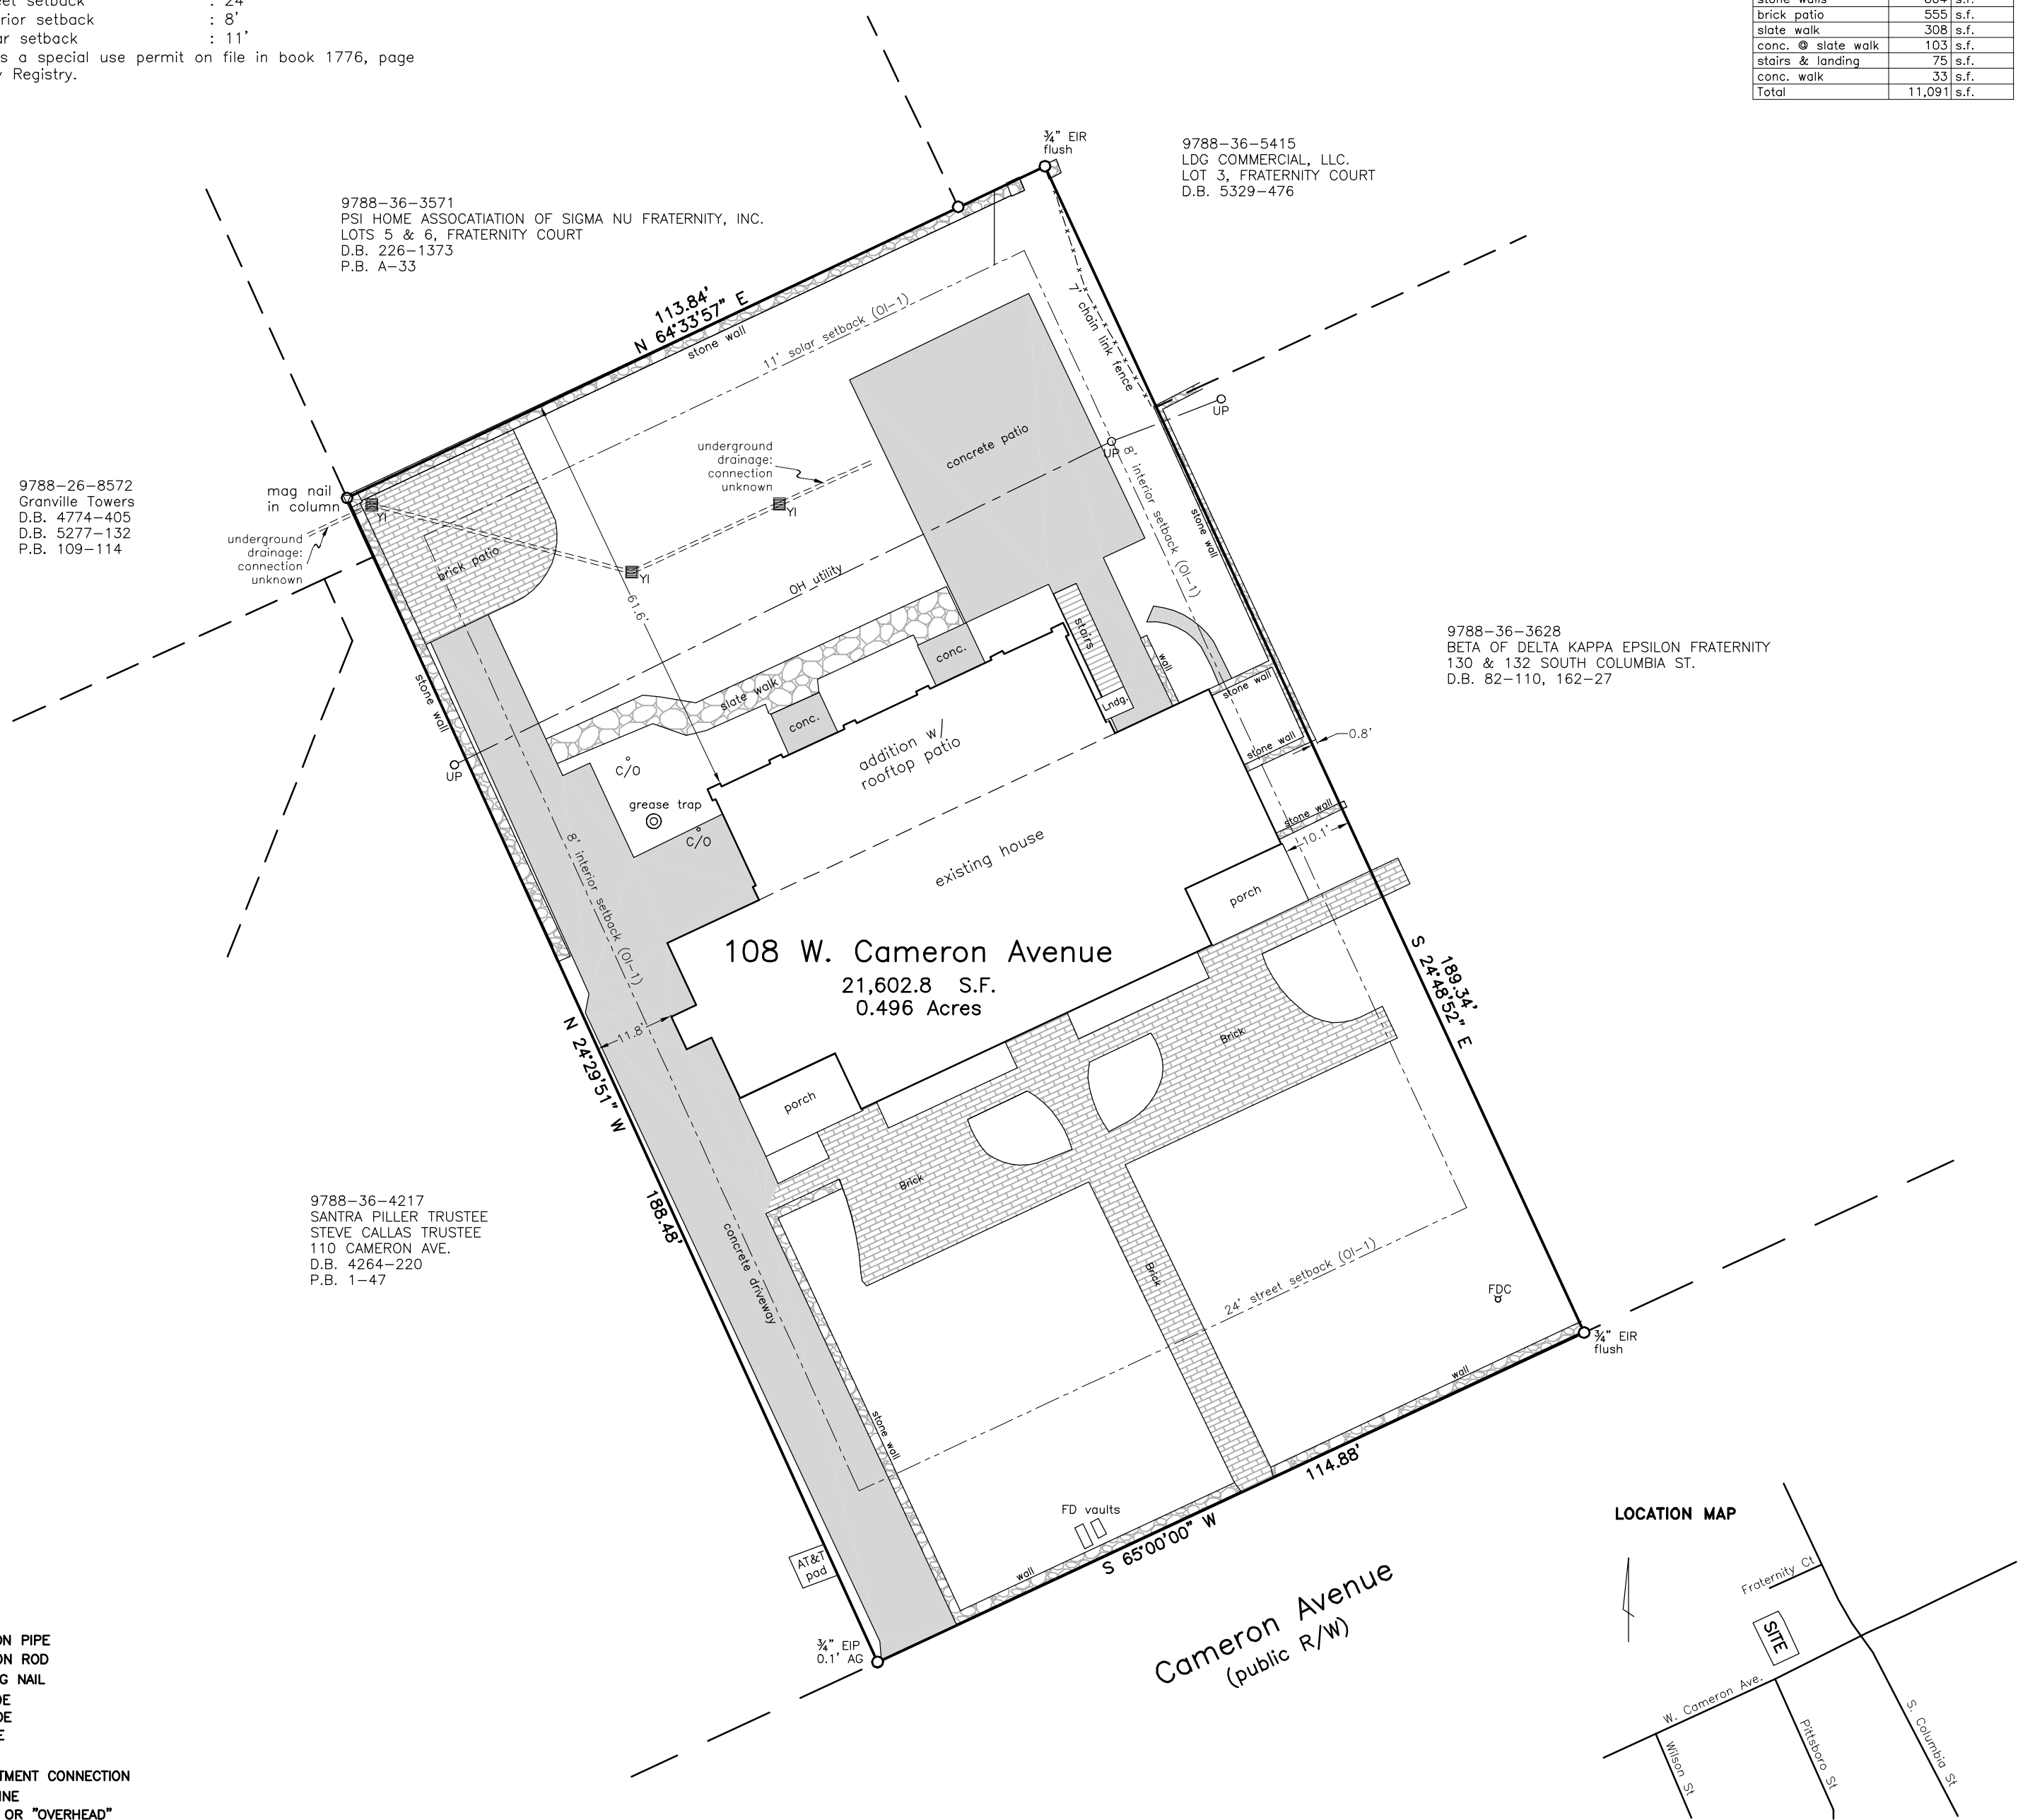 : 24'
setback
: 8'
setback
: 11'
s a special use permit on file in book 1776, page
Registry.
stone walls
s.f.
brick patio 555 s.f.
slate walk 308 s.f.
conc. @ slate walk 103 s.f.
stairs & landing 75 s.f.
conc. walk 33 s.f.
Total 11,091 s.f.
¾" EIR
flush
9788-36-5415
LDG COMMERCIAL, LLC.
LOT 3, FRATERNITY COURT
D.B. 5329-476
9788-36-3571
PSI HOME ASSOCATIATION OF SIGMA NU FRATERNITY, INC.
LOTS 5 & 6, FRATERNITY COURT
D.B. 226-1373
P.B. A-33
113.84'
N 64°33'57" E
stone wall
11' solar setback (OI-1)
7' chain link fence
UP
UP
concrete patio
underground
drainage:
connection
unknown
YI
8' interior setback (OI-1)
stone wall
9788-26-8572
Granville Towers
D.B. 4774-405
D.B. 5277-132
P.B. 109-114
mag nail
in column
YI
underground
drainage:
connection
unknown
brick patio
YI
61.6'
OH utility
9788-36-3628
BETA OF DELTA KAPPA EPSILON FRATERNITY
130 & 132 SOUTH COLUMBIA ST.
D.B. 82-110, 162-27
stairs
wall
conc.
Lndg.
stone wall
slate walk
conc.
stone wall
stone wall
0.8'
addition w/
rooftop patio
UP
C/O
grease trap
C/O
stone wall
10.1'
existing house
8' interior setback (OI-1)
porch
108 W. Cameron Avenue
21,602.8 S.F.
0.496 Acres
189.34'
S 24°48'52" E
11.8'
Brick
N 24°29'51" W
188.48'
porch
Brick
9788-36-4217
SANTRA PILLER TRUSTEE
STEVE CALLAS TRUSTEE
110 CAMERON AVE.
D.B. 4264-220
P.B. 1-47
concrete driveway
Brick
24' street setback (OI-1)
FDC
¾" EIR
flush
wall
stone wall
114.88'
FD vaults
S 65°00'00" W
wall
AT&T
pad
¾" EIP
0.1' AG
Cameron Avenue
(public R/W)
LOCATION MAP
Fraternity Ct
SITE
W. Cameron Ave.
Wilson St
Pittsboro St
S. Columbia St
PIPE
ROD
NAIL
CONNECTION
OR "OVERHEAD"